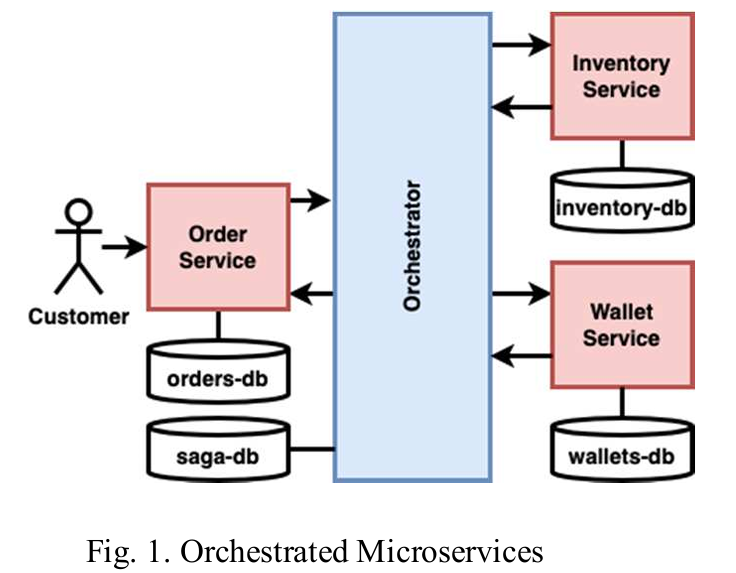 Inventory
Service
inventory-db
Orchestrator
Order
Service
Customer
orders-db
saga-db
Wallet
Service
wallets-db
Fig. 1. Orchestrated Microservices